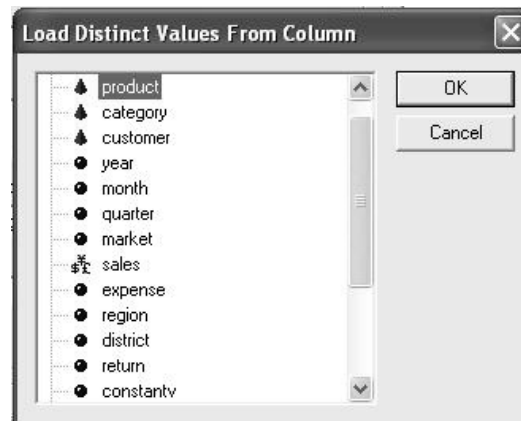 Load Distinct Values From Column
product
OK
category
Cancel
customer
year
month
quarter
market
sales
expense
region
district
return
constanty